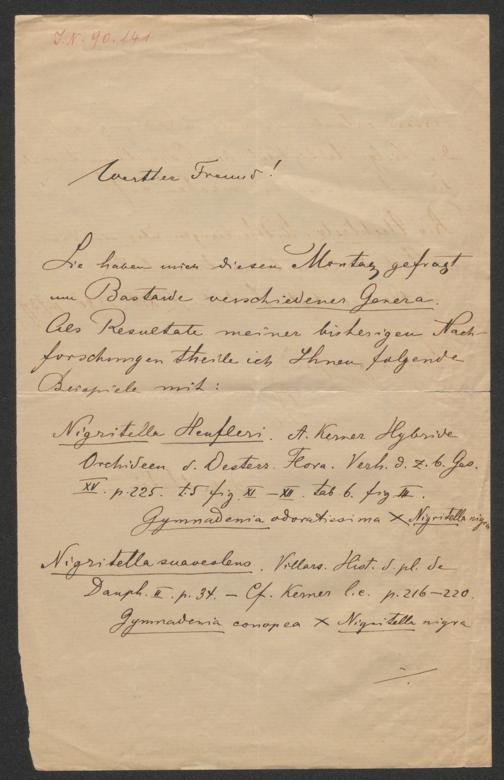 J.N. 90.141
Werther Freund!
Sie haben mich diesen Montag gefragt
um Bastarde verschiedener Genera.
Als Resultate meiner bisherigen Nach-
forschungen theile ich Ihnen folgende
Beispiele mit:
Nigritella Heufleri. A. Kerner Hybride
Orchideen d. Oesterr. Flora. Verh. d. z. b. Ges.
XV. p. 225. t.5 fig XI – XII. tab 6. fig III.
Gymnadenia odoratissima × Nigritella nigra
Nigritella suaveolens. Villars. Hist. d. pl. de
Dauph. II. p. 34. – Cf. Kerner l.c. p. 216–220.
Gymnadenia conopea × Nigritella nigra